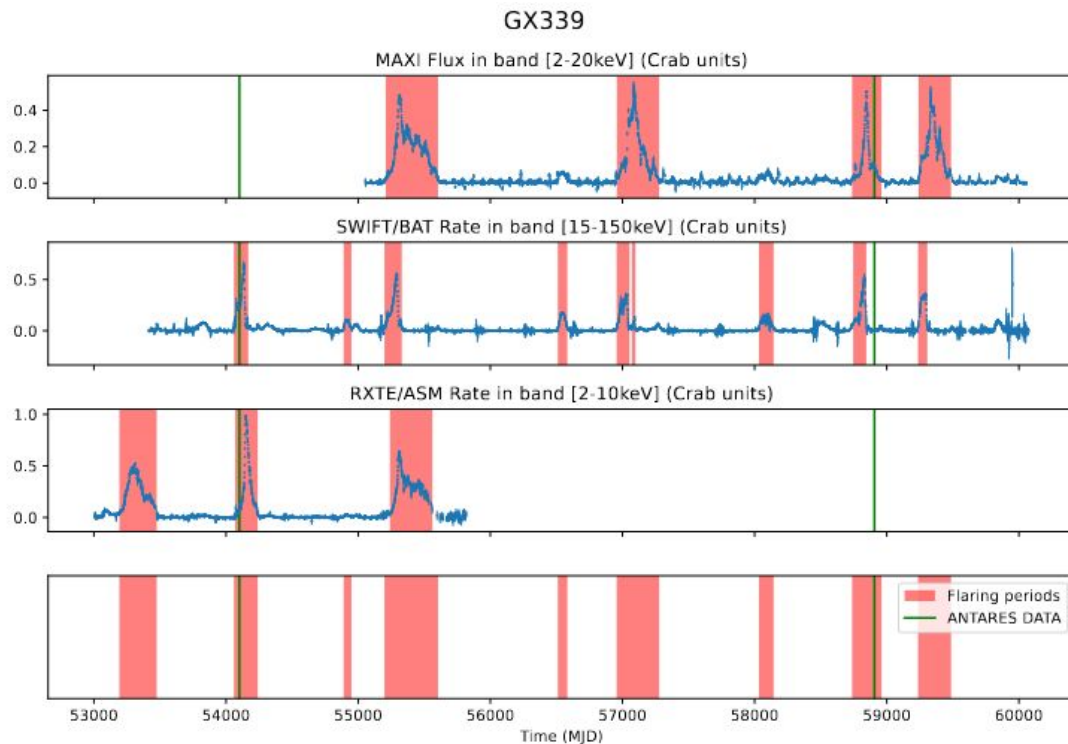 GX339
MAXI Flux in band [2-20keV] (Crab units)
0.4
0.2
0.0
SWIFT/BAT Rate in band [15-150keV] (Crab units)
0.5
0.0
RXTE/ASM Rate in band [2-10keV] (Crab units)
1.0
0.5
0.0
Flaring periods
ANTARES DATA
53000 54000 55000 56000 57000 58000 59000 60000
Time (MJD)